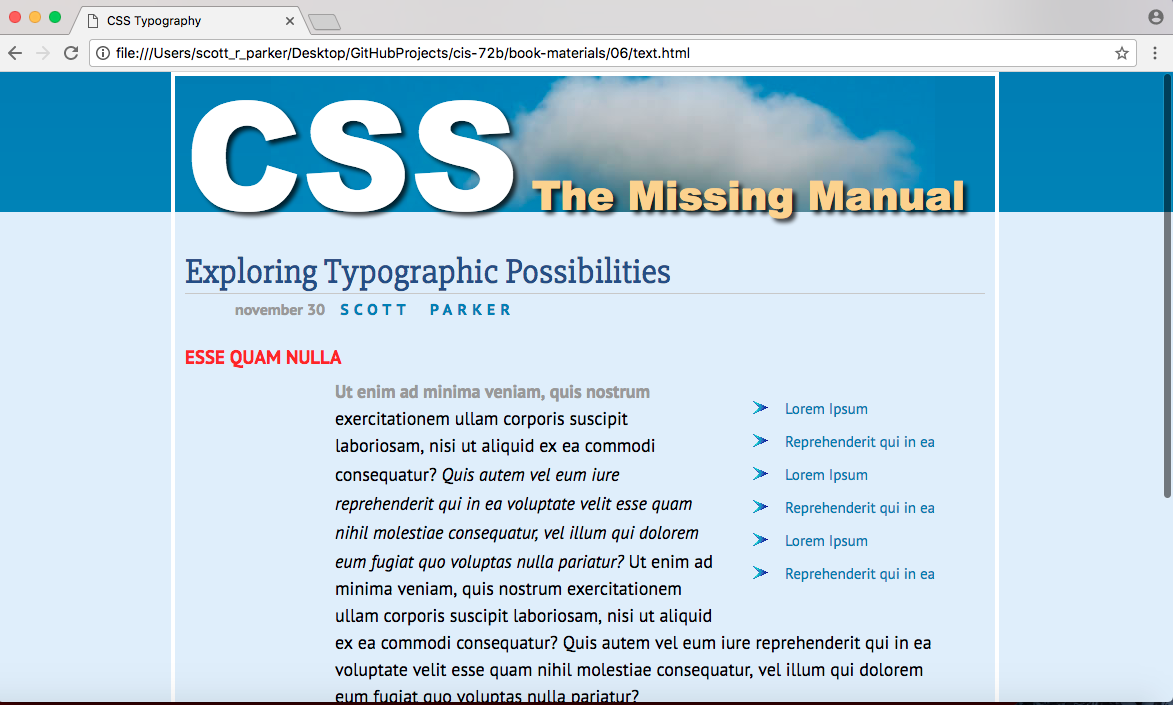 CSS Typography
file:///Users/scott_r_parker/Desktop/GitHubProjects/cis-72b/book-materials/06/text.html
CSS The Missing Manual
Exploring Typographic Possibilities
november 30 SCOTT PARKER
ESSE QUAM NULLA
Ut enim ad minima veniam, quis nostrum
exercitationem ullam corporis suscipit
laboriosam, nisi ut aliquid ex ea commodi
consequatur? Quis autem vel eum iure
reprehenderit qui in ea voluptate velit esse quam
nihil molestiae consequatur, vel illum qui dolorem
eum fugiat quo voluptas nulla pariatur? Ut enim ad
minima veniam, quis nostrum exercitationem
ullam corporis suscipit laboriosam, nisi ut aliquid
ex ea commodi consequatur? Quis autem vel eum iure reprehenderit qui in ea
voluptate velit esse quam nihil molestiae consequatur, vel illum qui dolorem
eum fugiat quo voluptas nulla pariatur?
Lorem Ipsum
Reprehenderit qui in ea
Lorem Ipsum
Reprehenderit qui in ea
Lorem Ipsum
Reprehenderit qui in ea